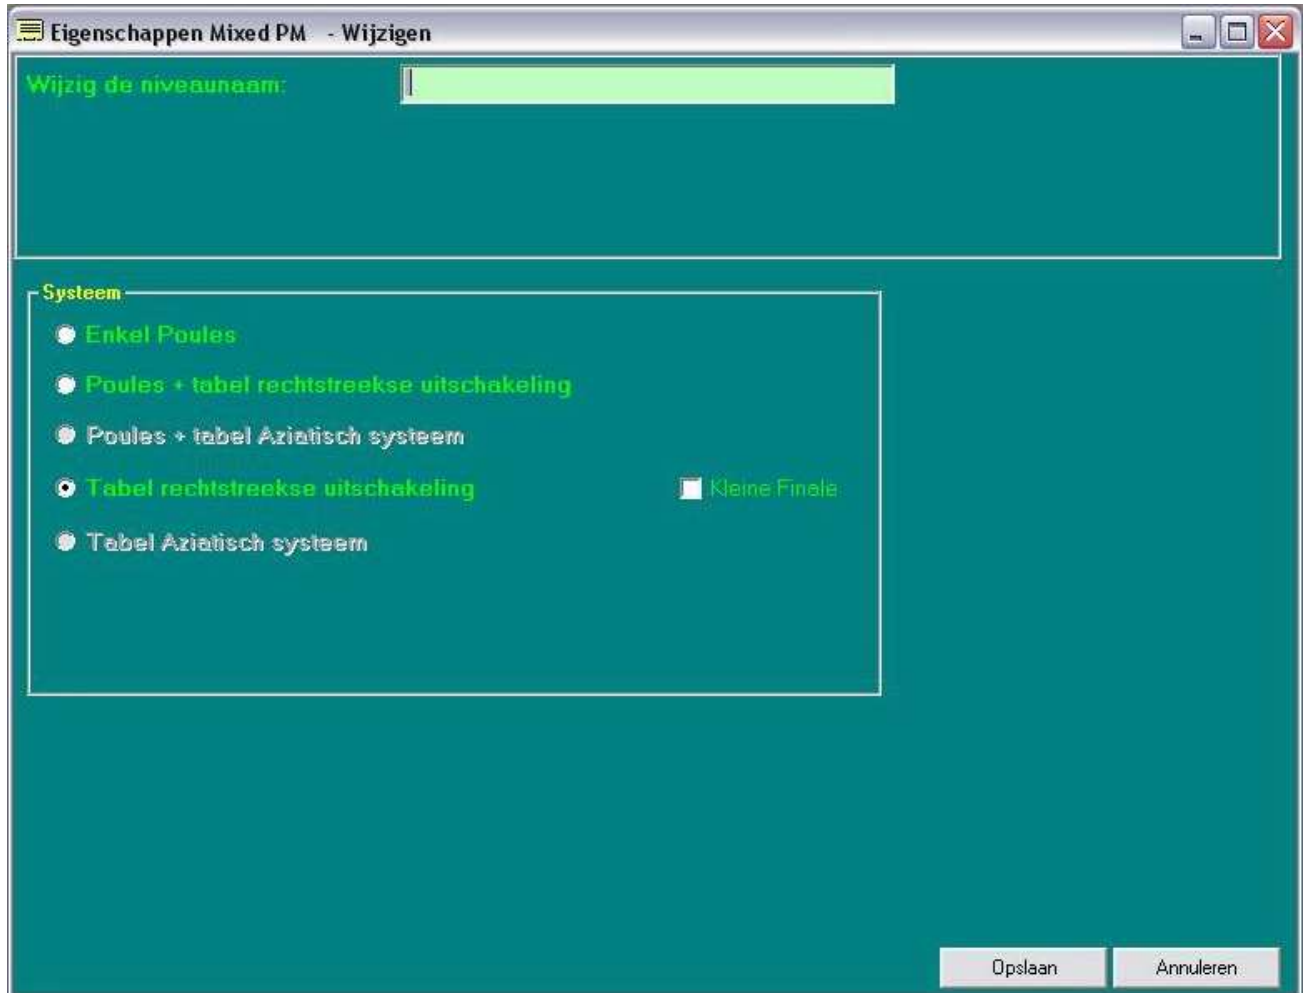 Eigenschappen Mixed PM - Wijzigen
Wijzig de niveaunaam:
Systeem
Enkel Poules
Poules + tabel rechtstreekse uitschakeling
Poules + tabel Aziatisch systeem
Tabel rechtstreekse uitschakeling Kleine Finale
Tabel Aziatisch systeem
Opslaan Annuleren